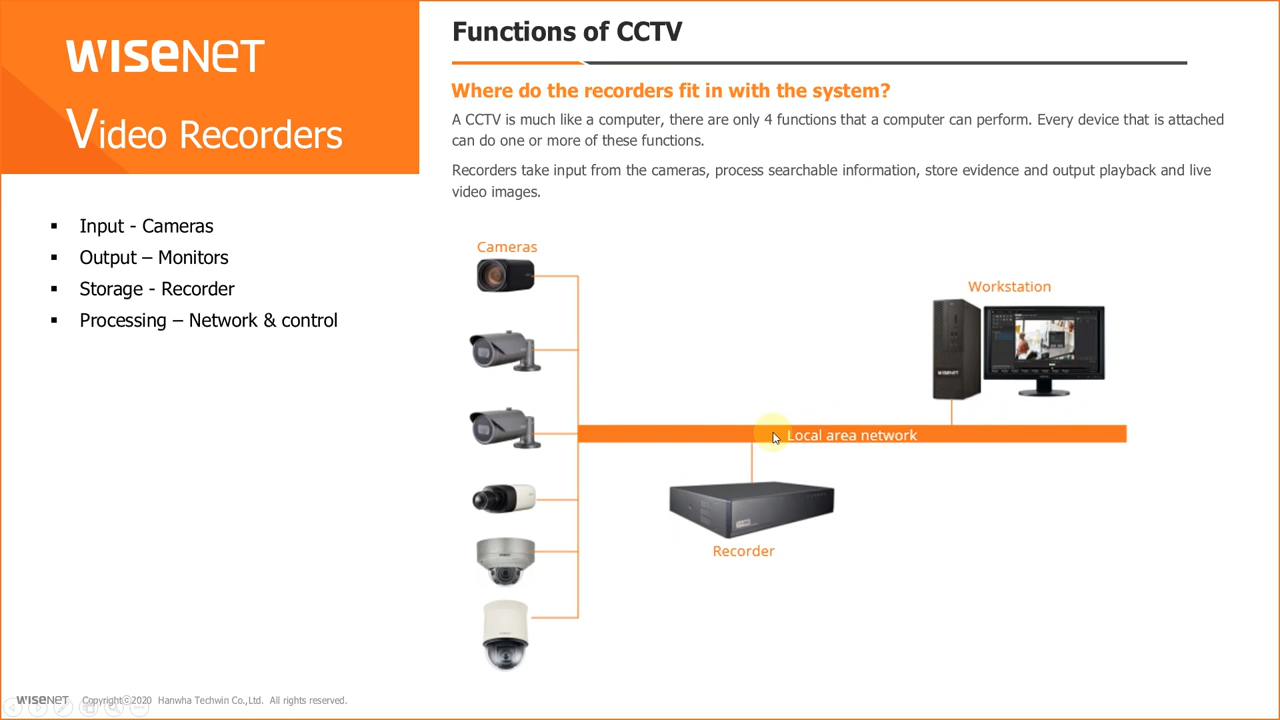 WISENET
Video Recorders
▪ Input - Cameras
▪ Output – Monitors
▪ Storage - Recorder
▪ Processing – Network & control
Functions of CCTV
Where do the recorders fit in with the system?
A CCTV is much like a computer, there are only 4 functions that a computer can perform. Every device that is attached
can do one or more of these functions.
Recorders take input from the cameras, process searchable information, store evidence and output playback and live
video images.
Cameras
Workstation
WISENET
Local area network
Recorder
WISENET Copyright©2020 Hanwha Techwin Co.,Ltd. All rights reserved.